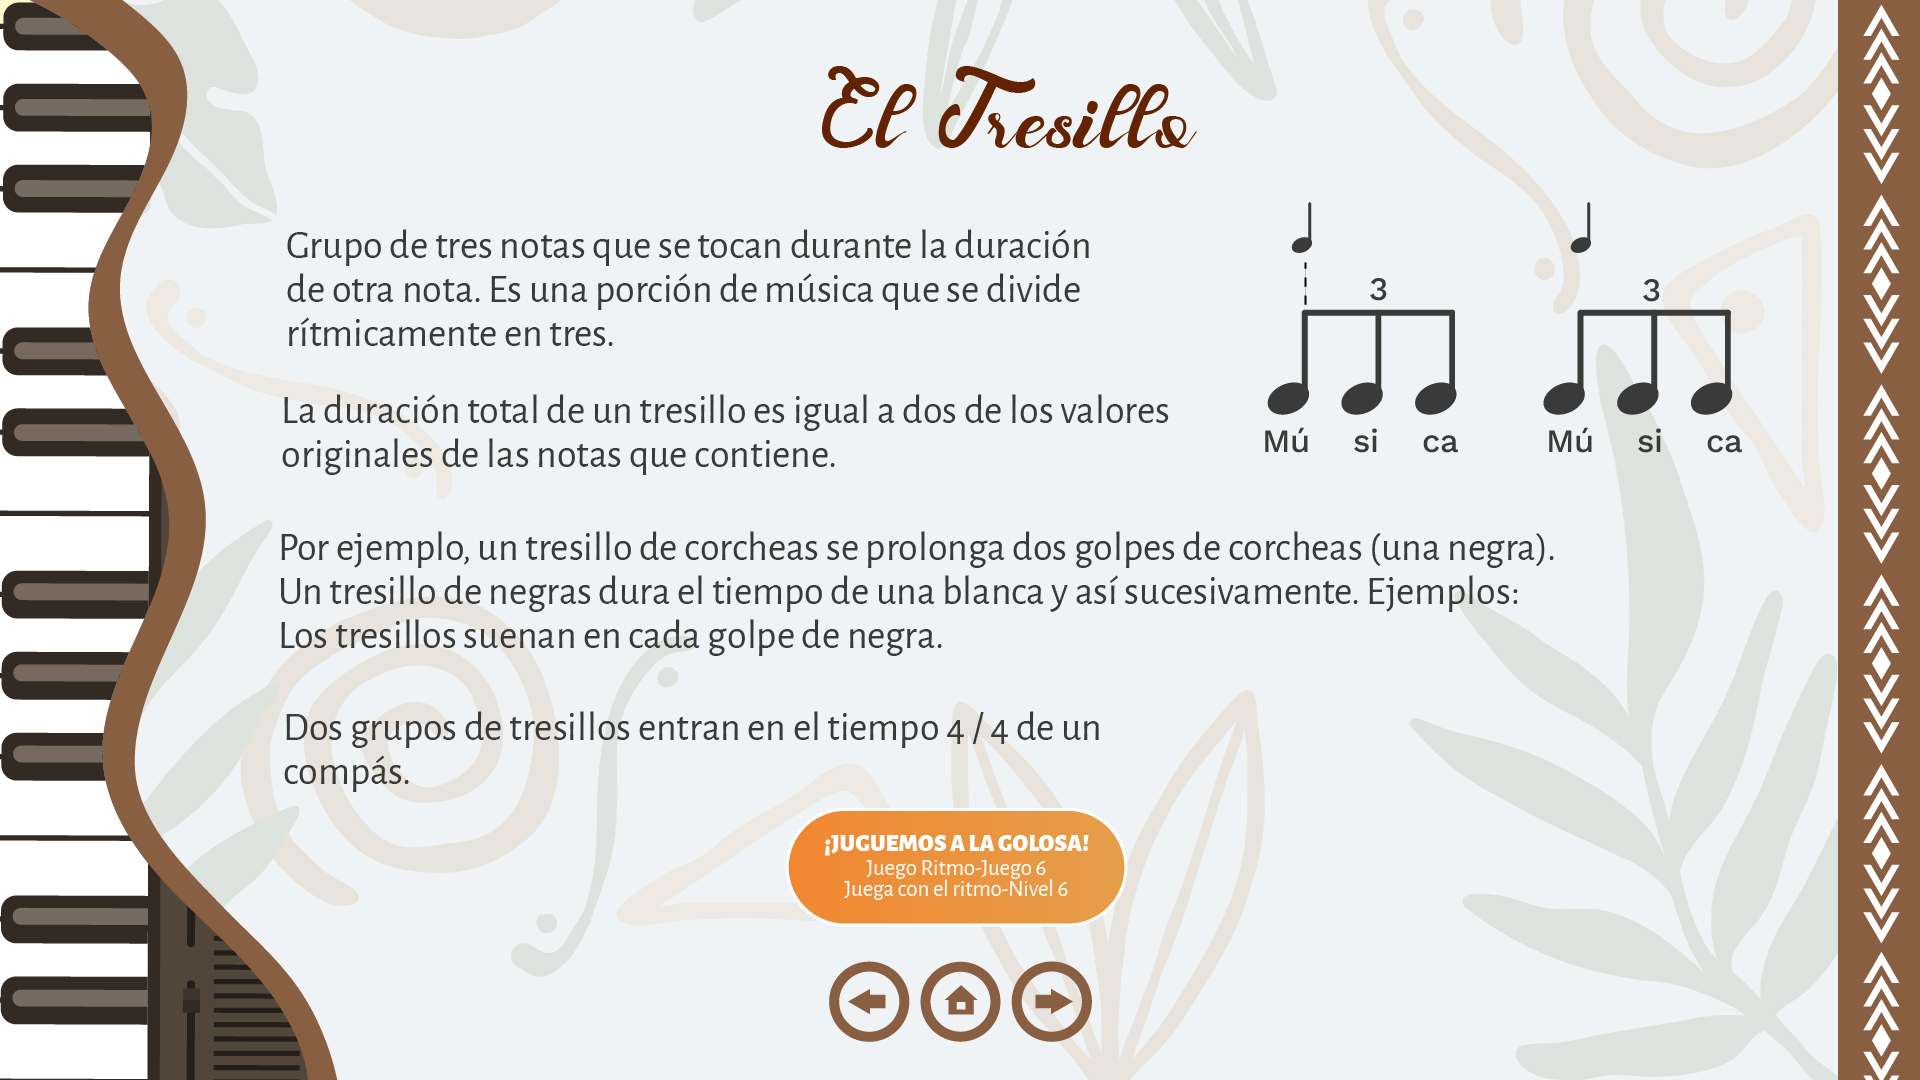 El Tresillo
Grupo de tres notas que se tocan durante la duración
de otra nota. Es una porción de música que se divide
rítmicamente en tres.
3
3
Mú si ca
Mú si ca
La duración total de un tresillo es igual a dos de los valores
originales de las notas que contiene.
Por ejemplo, un tresillo de corcheas se prolonga dos golpes de corcheas (una negra).
Un tresillo de negras dura el tiempo de una blanca y así sucesivamente. Ejemplos:
Los tresillos suenan en cada golpe de negra.
Dos grupos de tresillos entran en el tiempo 4 / 4 de un
compás.
¡JUGUEMOS A LA GOLOSA!
Juego Ritmo-Juego 6
Juega con el ritmo-Nivel 6